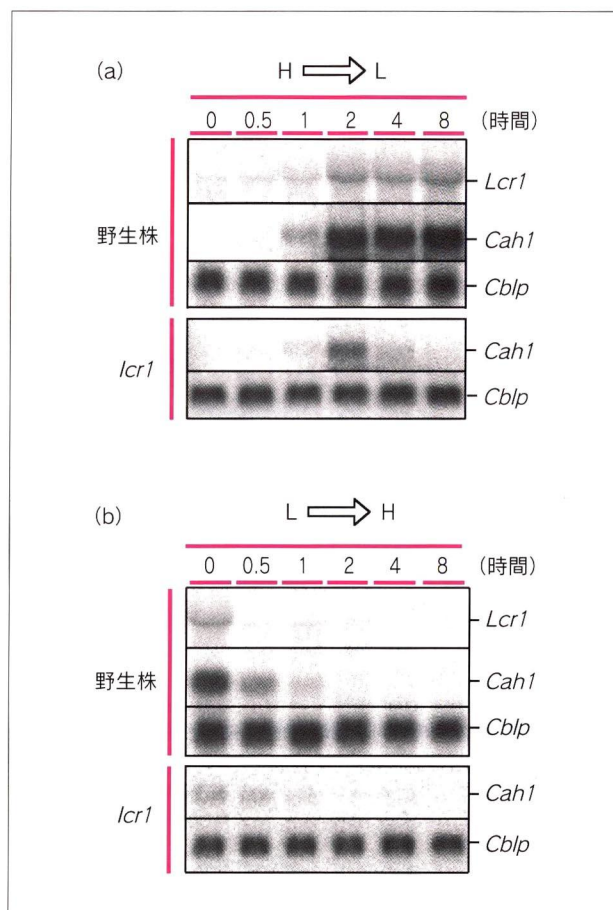 (a)
H ⇒ L
0 0.5 1 2 4 8 (時間)
野生株
Lcr1
Cah1
Cblp
lcr1
Cah1
Cblp
(b)
L ⇒ H
0 0.5 1 2 4 8 (時間)
野生株
Lcr1
Cah1
Cblp
lcr1
Cah1
Cblp